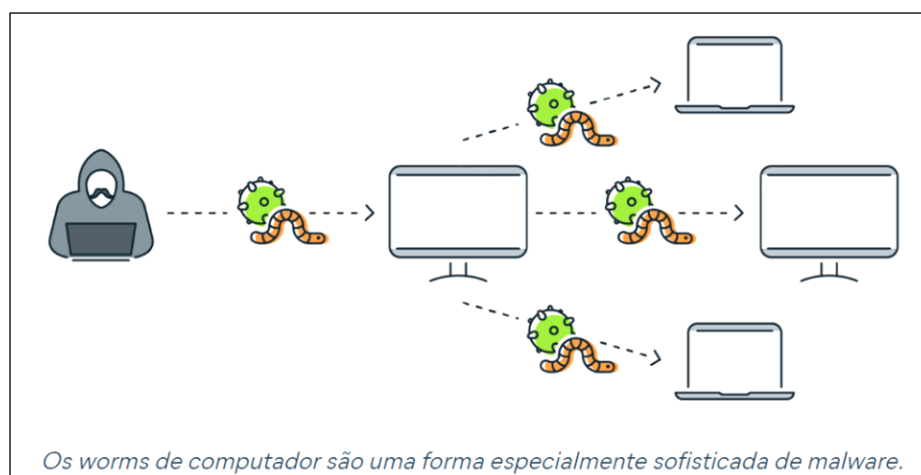 Os worms de computador são uma forma especialmente sofisticada de malware.